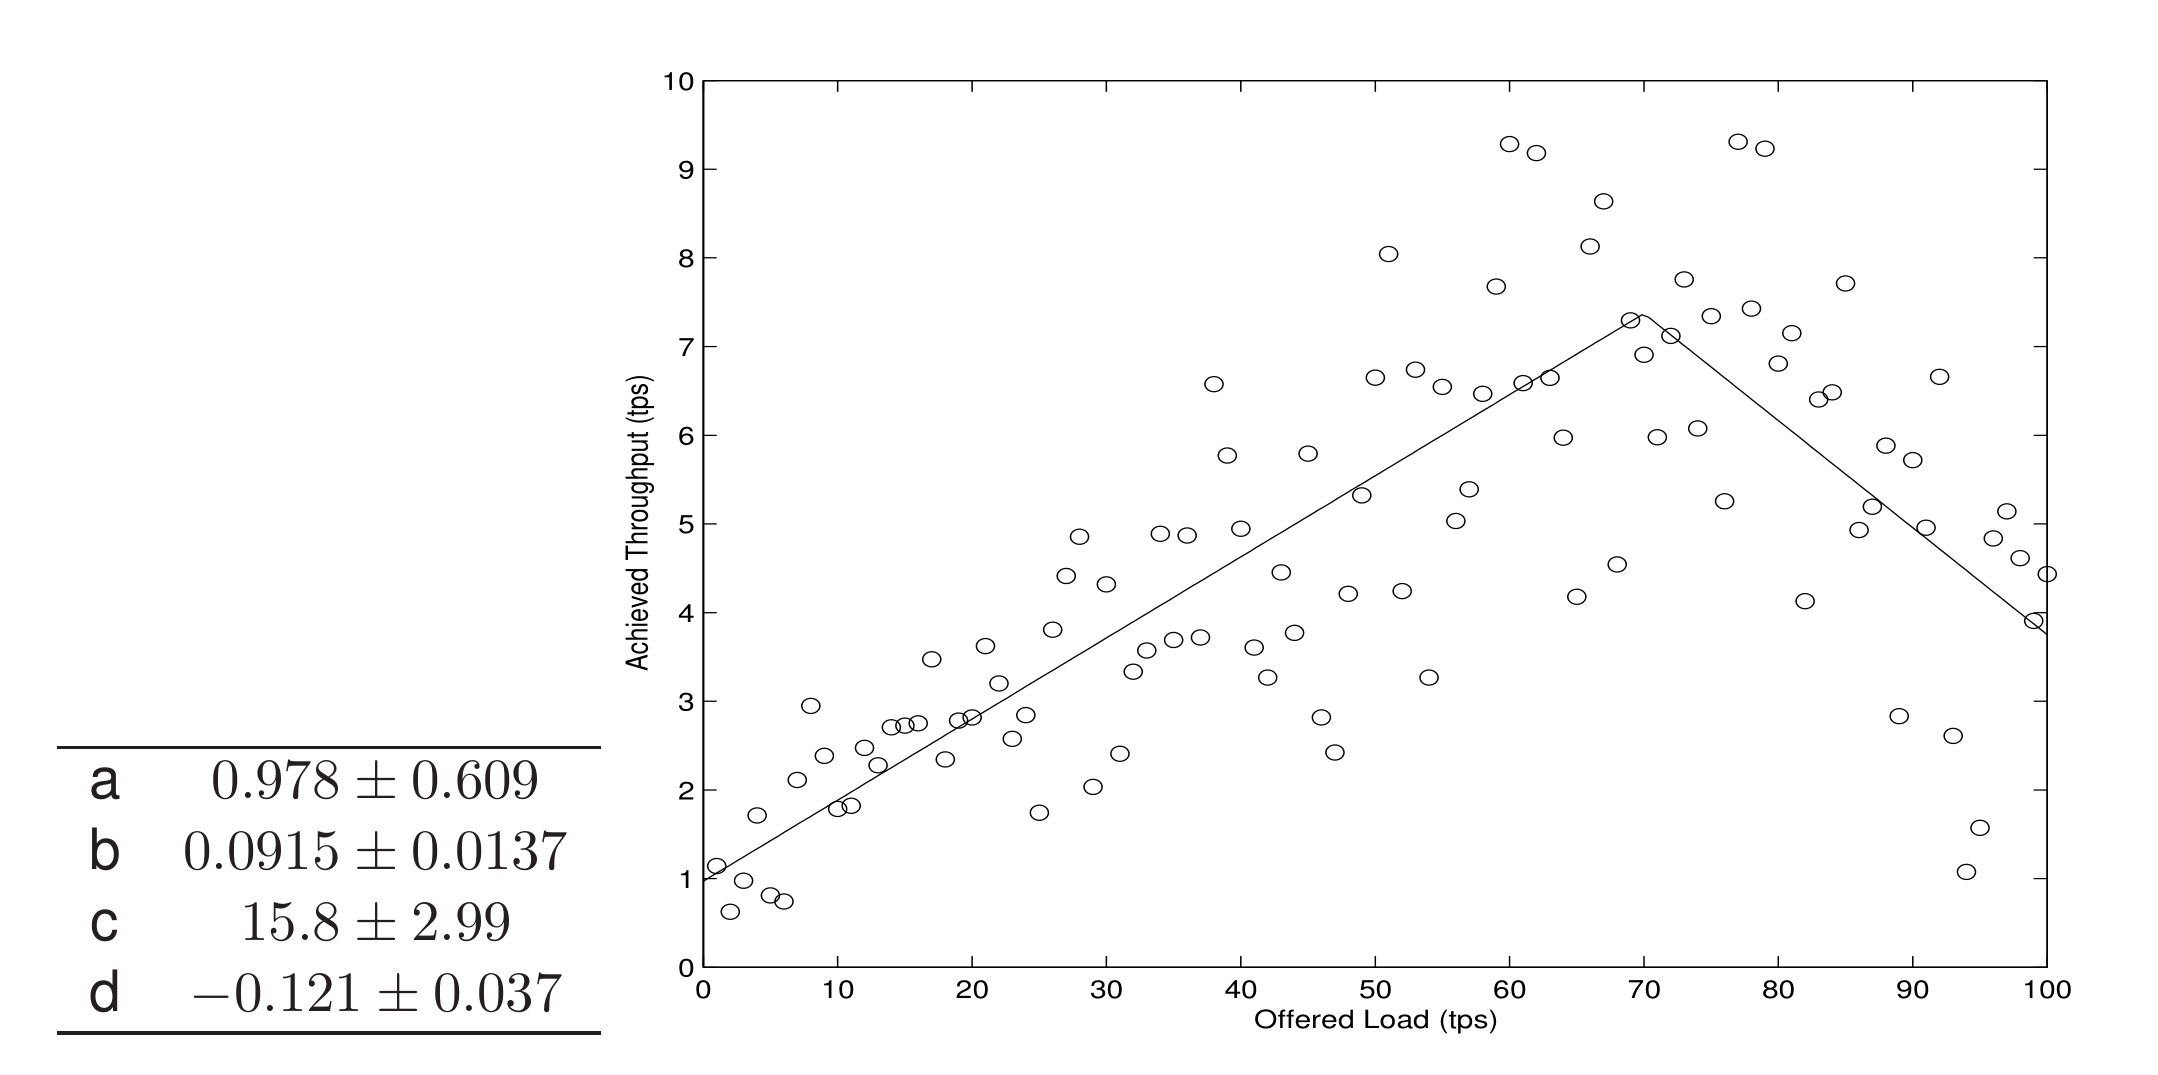 a 0.978 ± 0.609
b 0.0915 ± 0.0137
c 15.8 ± 2.99
d −0.121 ± 0.037
Achieved Throughput (tps)
10
9
8
7
6
5
4
3
2
1
0
0 10 20 30 40 50 60 70 80 90 100
Offered Load (tps)